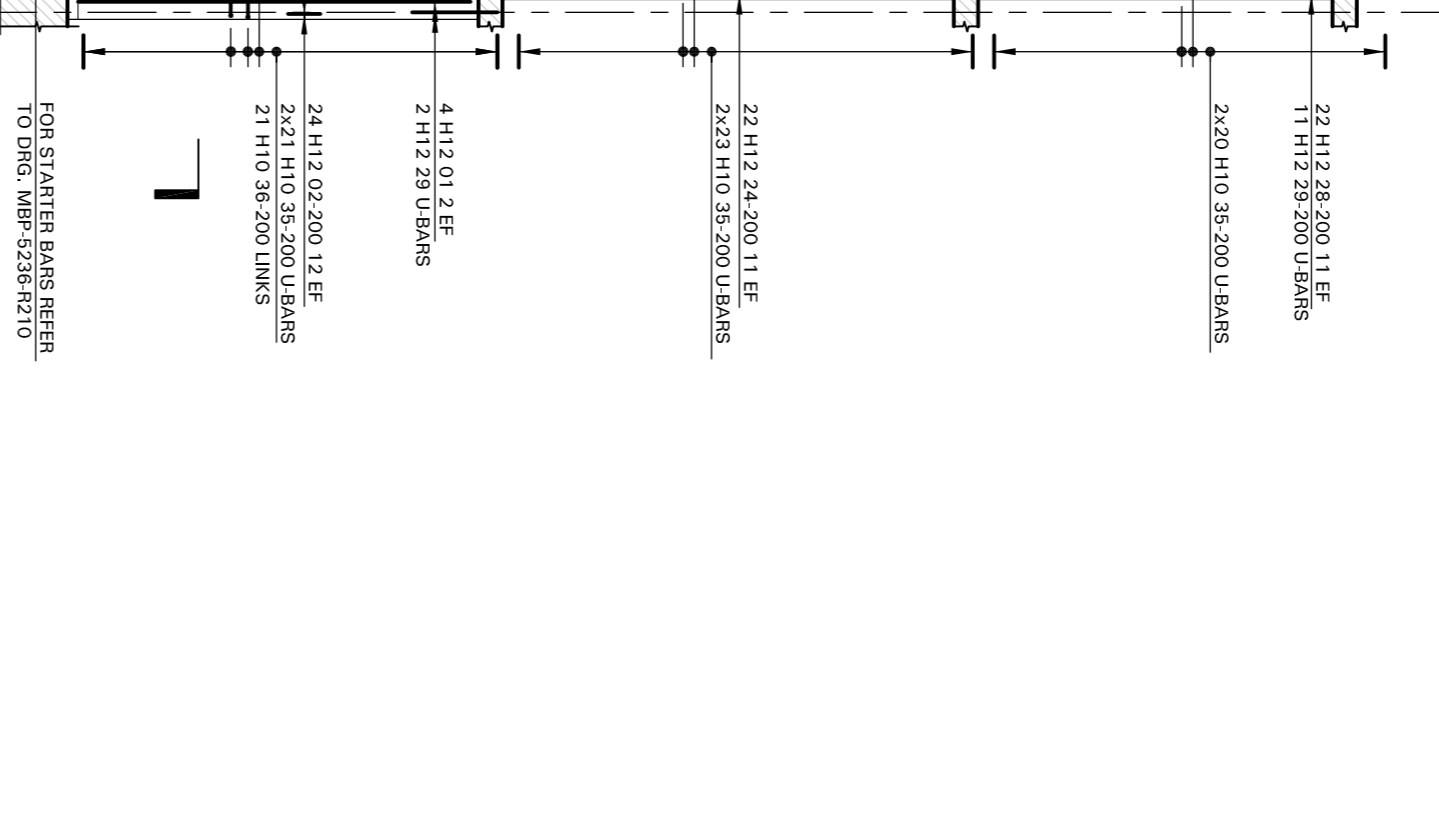 22 H12 28-200 11 EF
11 H12 29-200 U-BARS
2x20 H10 35-200 U-BARS
22 H12 24-200 11 EF
2x23 H10 35-200 U-BARS
4 H12 01 2 EF
2 H12 29 U-BARS
24 H12 02-200 12 EF
2x21 H10 35-200 U-BARS
21 H10 36-200 LINKS
FOR STARTER BARS REFER
TO DRG. MBP-5236-R210